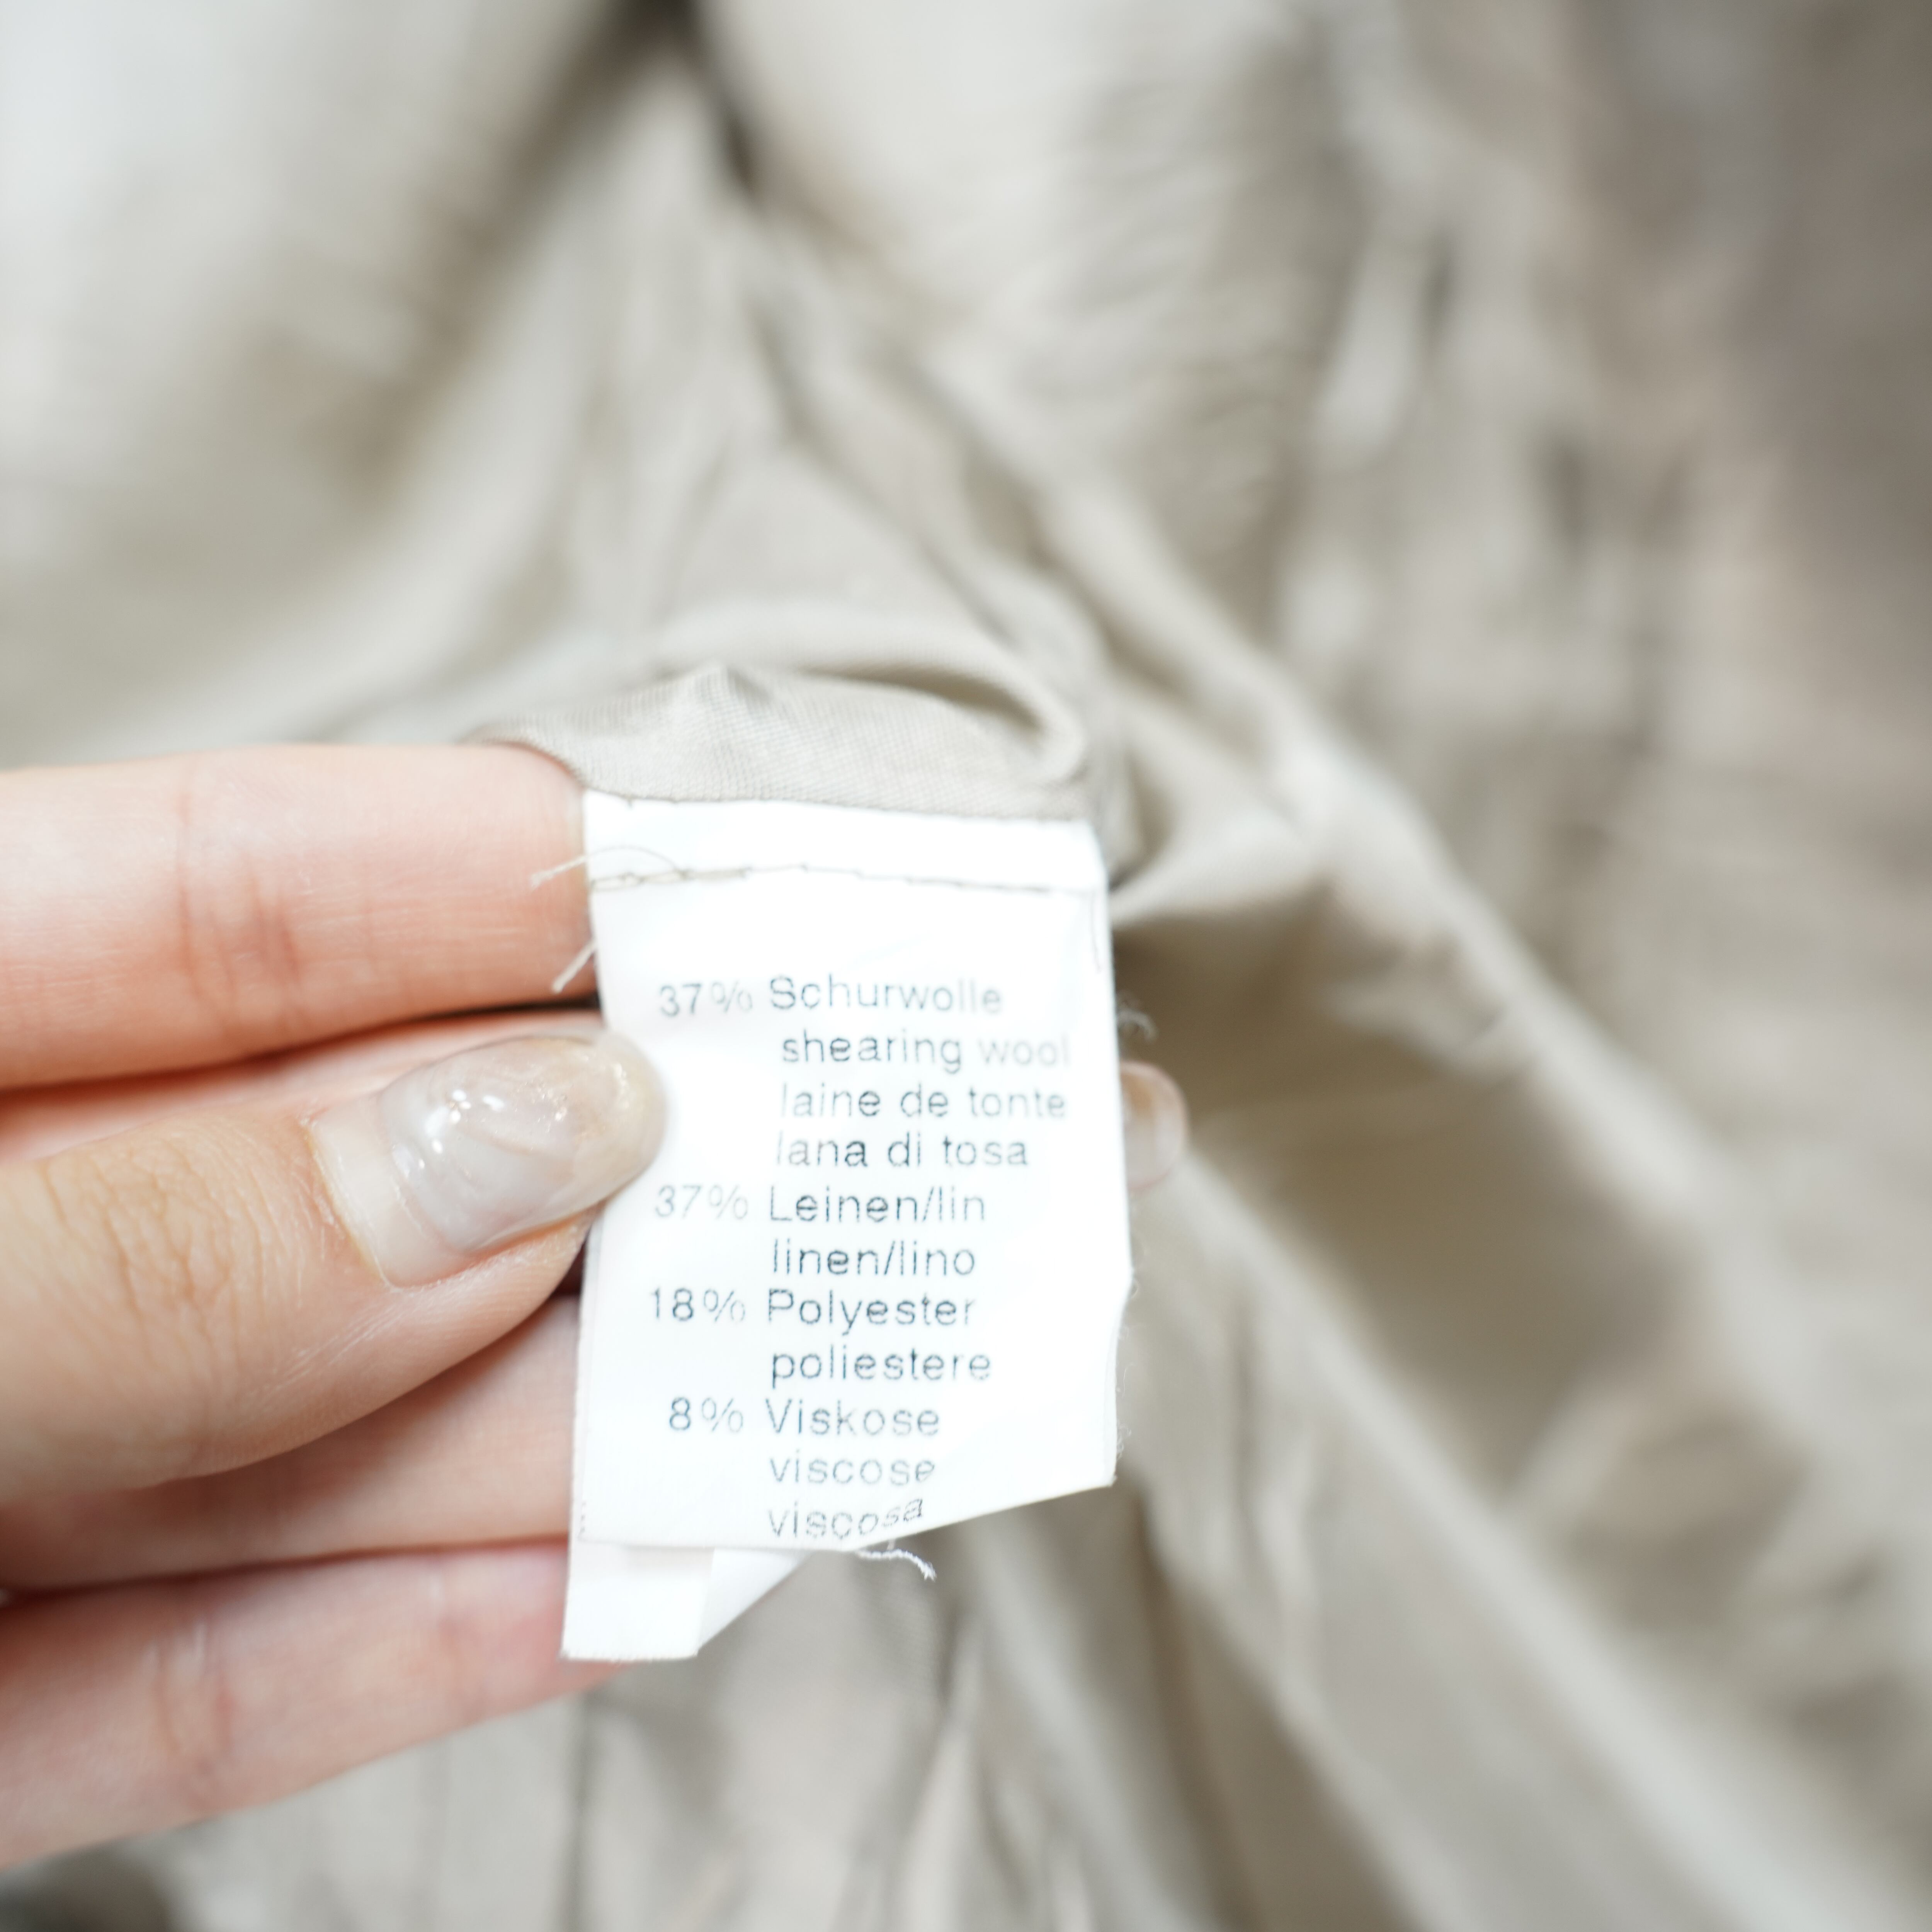 37% Schurwolle
shearing wool
laine de tonte
lana di tosa
37% Leinen/lin
linen/lino
18% Polyester
poliestere
8% Viskose
viscose
viscosa